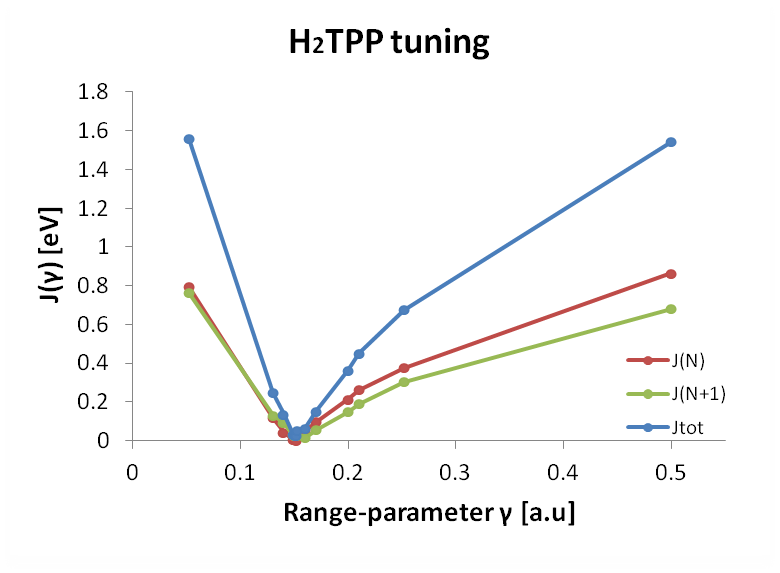 H₂TPP tuning
J(γ) [eV]
1.8
1.6
1.4
1.2
1
0.8
0.6
0.4
0.2
0
0
0.1
0.2
0.3
0.4
0.5
Range-parameter γ [a.u]
J(N)
J(N+1)
Jtot